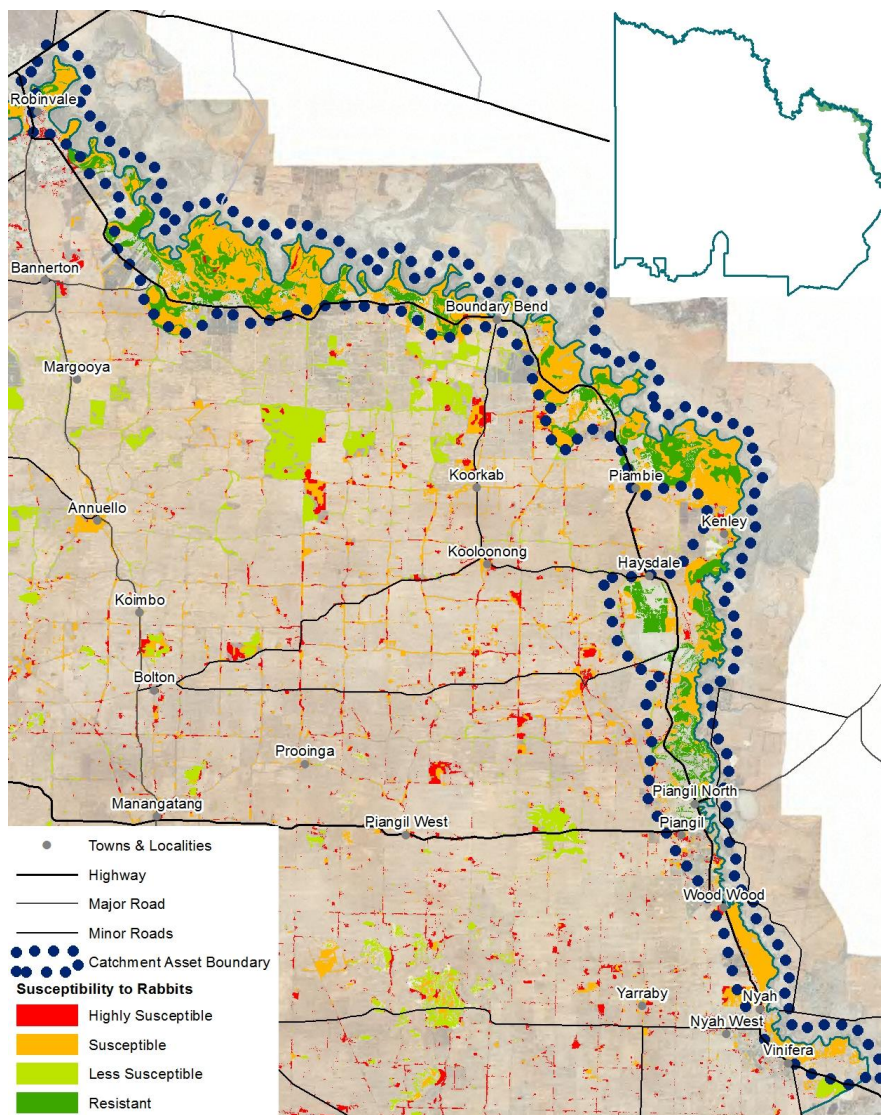 Robinvale
Bannerton
Boundary Bend
Margooya
Koorkab
Piambie
Annuello
Kenley
Kooloonong
Haysdale
Koimbo
Bolton
Prooinga
Piangil North
Manangatang
Piangil West
Piangil
Wood Wood
Yarraby
Nyah
Nyah West
Vinifera
Towns & Localities
Highway
Major Road
Minor Roads
Catchment Asset Boundary
Susceptibility to Rabbits
Highly Susceptible
Susceptible
Less Susceptible
Resistant